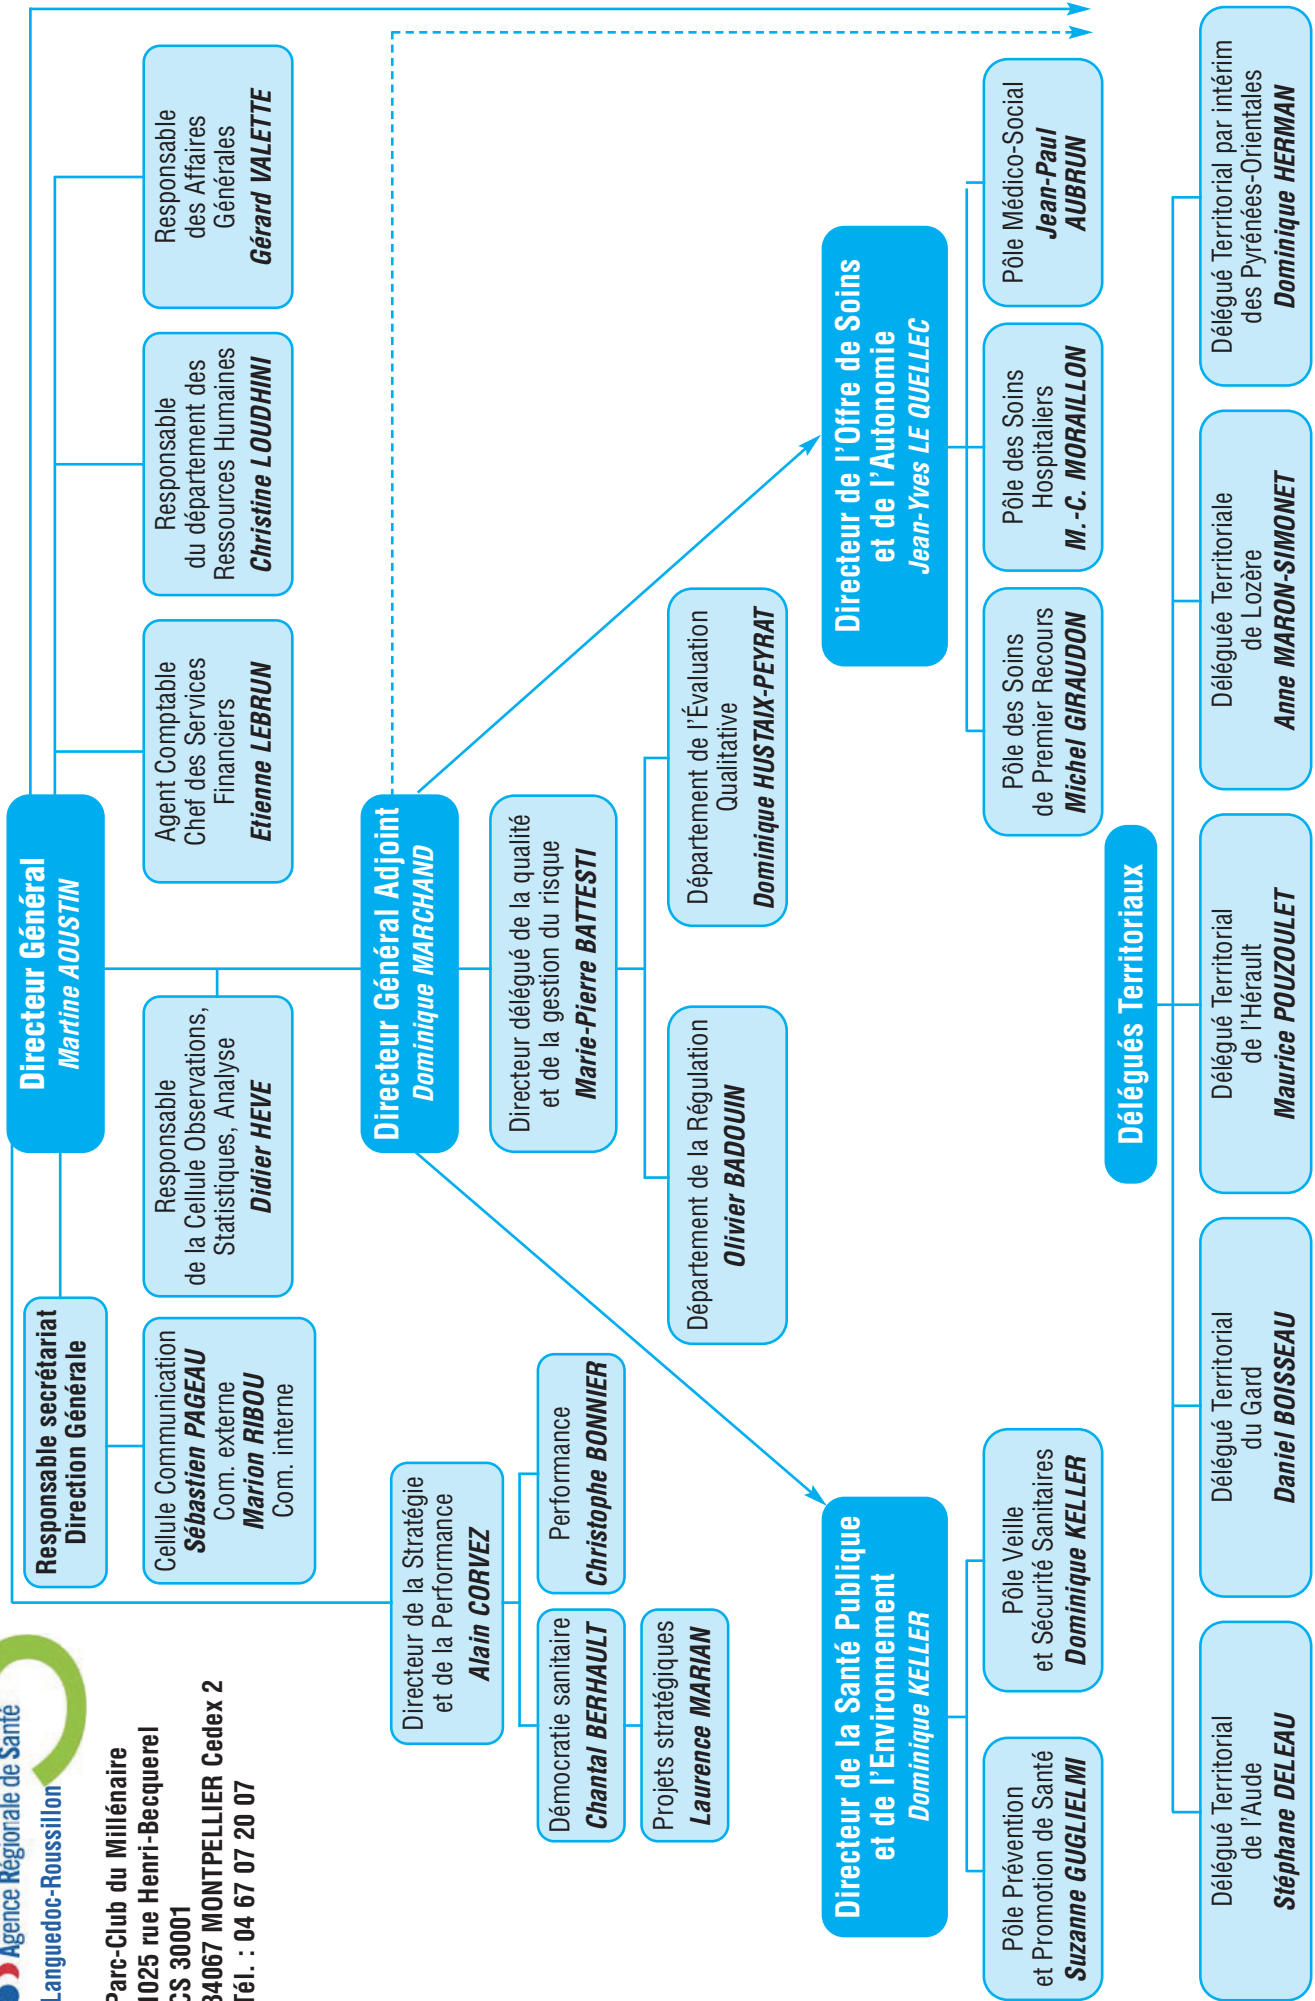 Agence Régionale de Santé
Languedoc-Roussillon
Parc-Club du Millénaire
1025 rue Henri-Becquerel
CS 30001
34067 MONTPELLIER Cedex 2
Tél. : 04 67 07 20 07
Directeur Général
Martine AOUSTIN
Responsable secrétariat
Direction Générale
Cellule Communication
Sébastien PAGEAU
Com. externe
Marion RIBOU
Com. interne
Responsable
de la Cellule Observations,
Statistiques, Analyse
Didier HEVE
Agent Comptable
Chef des Services
Financiers
Etienne LEBRUN
Responsable
du département des
Ressources Humaines
Christine LOUDHINI
Responsable
des Affaires
Générales
Gérard VALETTE
Directeur de la Stratégie
et de la Performance
Alain CORVEZ
Démocratie sanitaire
Chantal BERHAULT
Performance
Christophe BONNIER
Projets stratégiques
Laurence MARIAN
Directeur Général Adjoint
Dominique MARCHAND
Directeur délégué de la qualité
et de la gestion du risque
Marie-Pierre BATTESTI
Département de la Régulation
Olivier BADOUIN
Département de l'Évaluation
Qualitative
Dominique HUSTAIX-PEYRAT
Directeur de la Santé Publique
et de l'Environnement
Dominique KELLER
Pôle Prévention
et Promotion de Santé
Suzanne GUGLIELMI
Pôle Veille
et Sécurité Sanitaires
Dominique KELLER
Directeur de l'Offre de Soins
et de l'Autonomie
Jean-Yves LE QUELLEC
Pôle des Soins
de Premier Recours
Michel GIRAUDON
Pôle des Soins
Hospitaliers
M.-C. MORAILLON
Pôle Médico-Social
Jean-Paul
AUBRUN
Délégués Territoriaux
Délégué Territorial
de l'Aude
Stéphane DELEAU
Délégué Territorial
du Gard
Daniel BOISSEAU
Délégué Territorial
de l'Hérault
Maurice POUZOULET
Déléguée Territoriale
de Lozère
Anne MARON-SIMONET
Délégué Territorial par intérim
des Pyrénées-Orientales
Dominique HERMAN